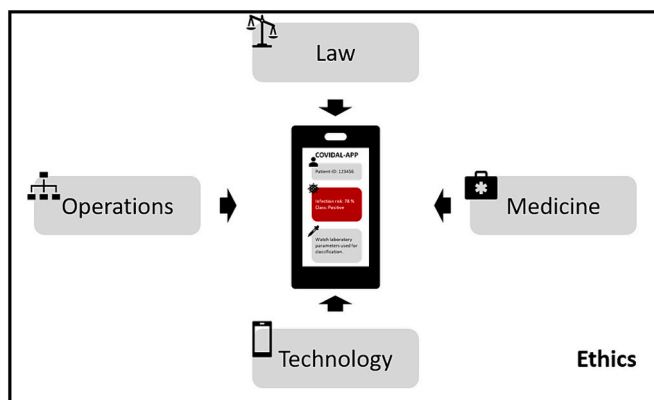 Law
COVIDAL-APP
Patient ID: 123456
Operations
Infection risk: 78 %
Class: Positive
Medicine
Watch laboratory
parameters used for
classification.
Technology
Ethics